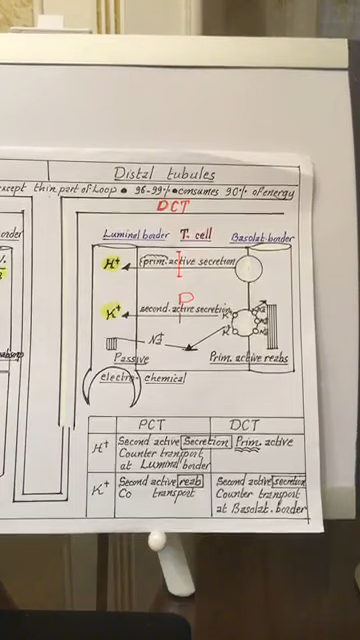 Distal tubules
except thin part of Loop • 96-99% • consumes 90% of energy
DCT
Luminal border T. cell Basolat. border
H+ prim. active secretion
I
P
K+ second. active secretion
K+ Na
K+ Na
Na
Na+
Passive Prim. active reabs
electro-chemical
PCT DCT
H+ Second active Secretion Prim. active
Counter transport
at Luminal border
K+ Second active reab Second active secretion
Co transport Counter transport
at Basolat. border